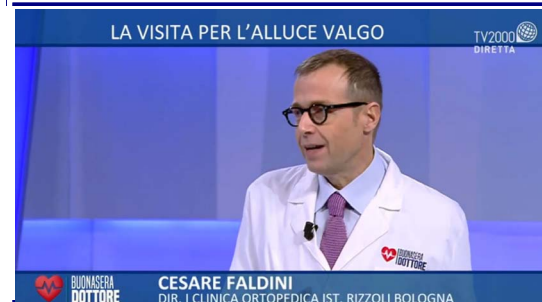 LA VISITA PER L'ALLUCE VALGO
TV2000
DIRETTA
BUONASERA
DOTTORE
BUONASERA
DOTTORE
CESARE FALDINI
DIR. I CLINICA ORTOPEDICA IST. RIZZOLI BOLOGNA